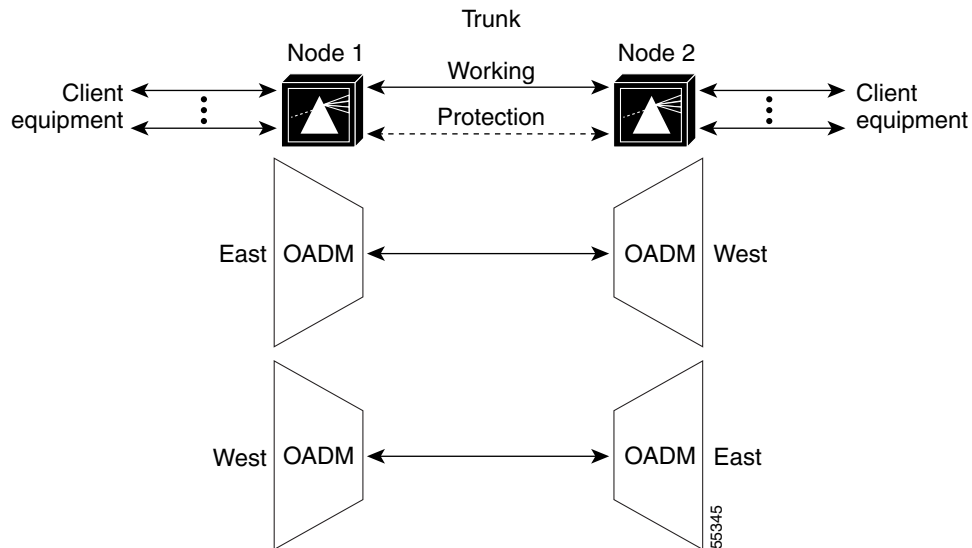 Trunk
Node 1
Working
Node 2
Client
equipment
Protection
Client
equipment
East
OADM
OADM
West
West
OADM
OADM
East
55345